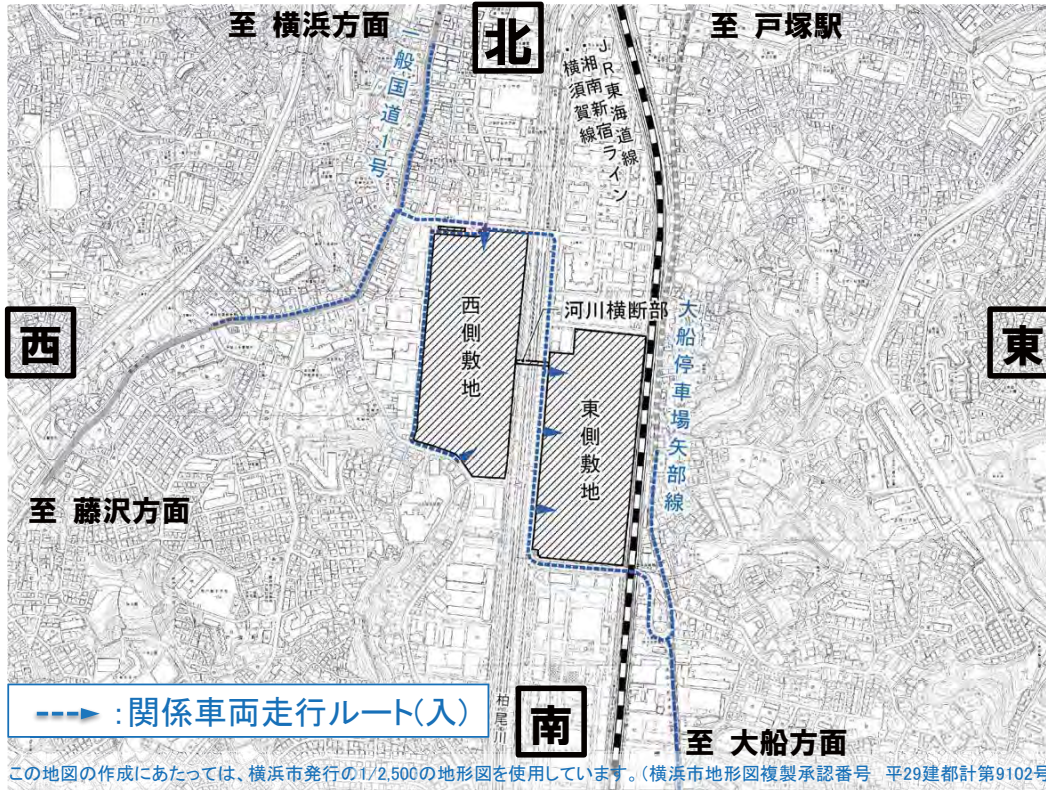 至 横浜方面
北
至 戸塚駅
一般国道1号
JR東海道線
・湘南新宿ライン
・横須賀線
西側敷地
河川横断部
大船停車場矢部線
西
東
東側敷地
至 藤沢方面
---► :関係車両走行ルート(入)
柏尾川
南
至 大船方面
この地図の作成にあたっては、横浜市発行の1/2,500の地形図を使用しています。(横浜市地形図複製承認番号 平29建都計第9102号